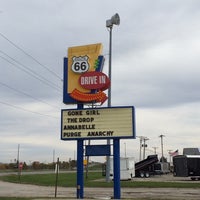 66
DRIVE IN
GONE GIRL
THE DROP
ANNABELLE
PURGE ANARCHY